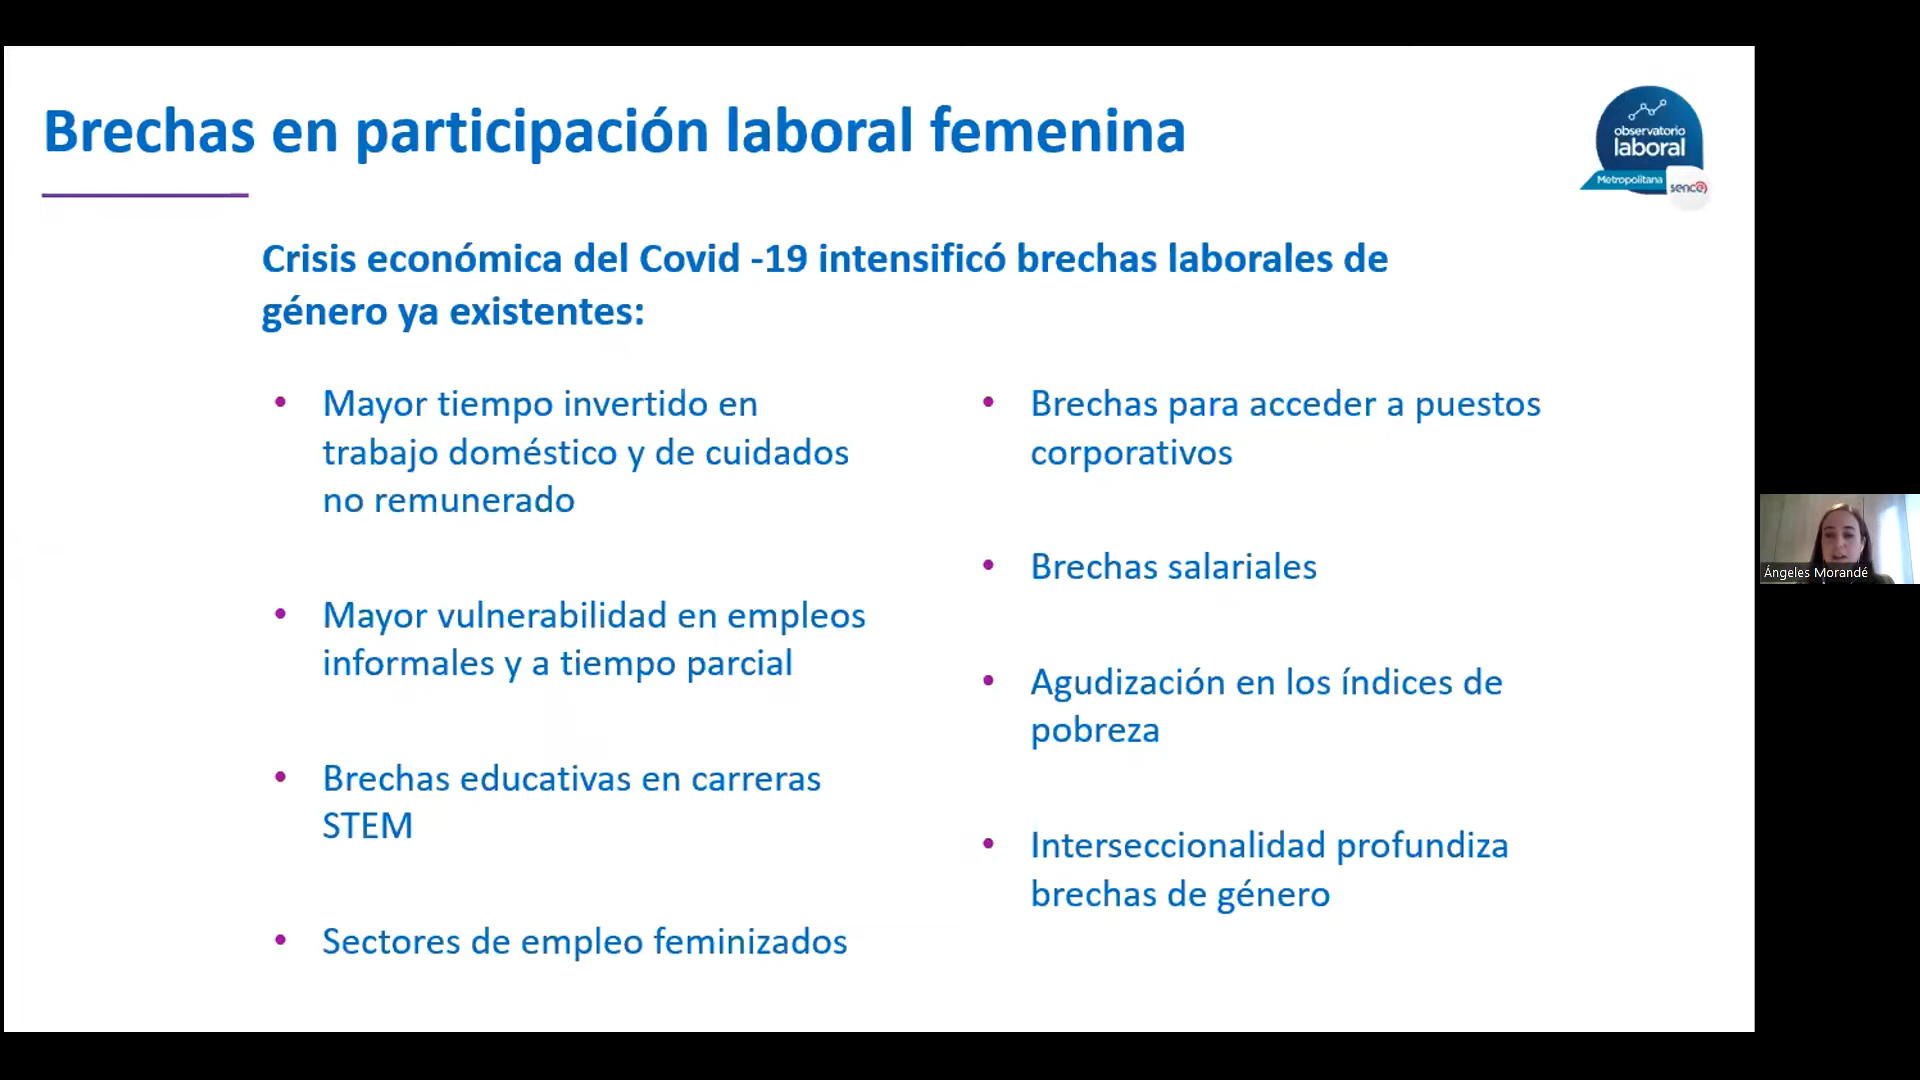 Brechas en participación laboral femenina
observatorio
laboral
Metropolitana
sence
Crisis económica del Covid -19 intensificó brechas laborales de
género ya existentes:
• Mayor tiempo invertido en
trabajo doméstico y de cuidados
no remunerado
• Mayor vulnerabilidad en empleos
informales y a tiempo parcial
• Brechas educativas en carreras
STEM
• Sectores de empleo feminizados
• Brechas para acceder a puestos
corporativos
• Brechas salariales
• Agudización en los índices de
pobreza
• Interseccionalidad profundiza
brechas de género
Ángeles Morandé